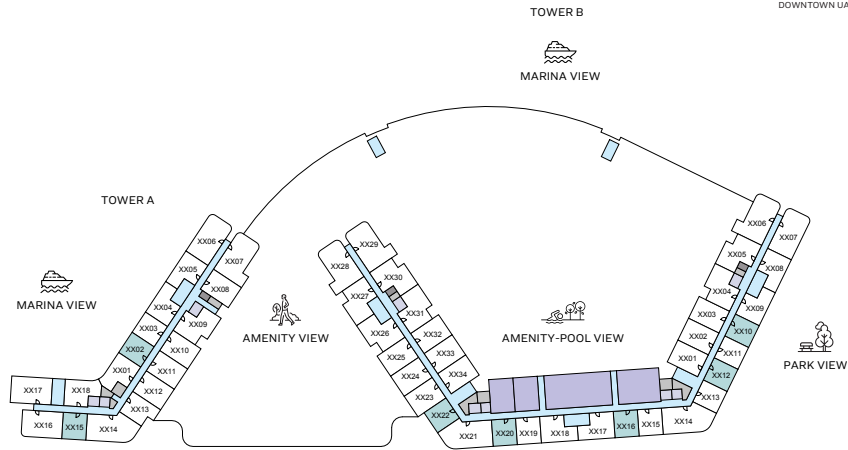 DOWNTOWN UA
TOWER B
MARINA VIEW
TOWER A
MARINA VIEW
AMENITY VIEW
AMENITY-POOL VIEW
PARK VIEW
XX06
XX07
XX05
XX08
XX04
XX09
XX03
XX10
XX02
XX11
XX01
XX12
XX17
XX18
XX13
XX16
XX15
XX14
XX29
XX28
XX30
XX27
XX31
XX26
XX32
XX25
XX33
XX24
XX34
XX23
XX22
XX21
XX20
XX19
XX18
XX17
XX16
XX15
XX14
XX06
XX07
XX05
XX08
XX04
XX09
XX03
XX10
XX02
XX11
XX01
XX12
XX13